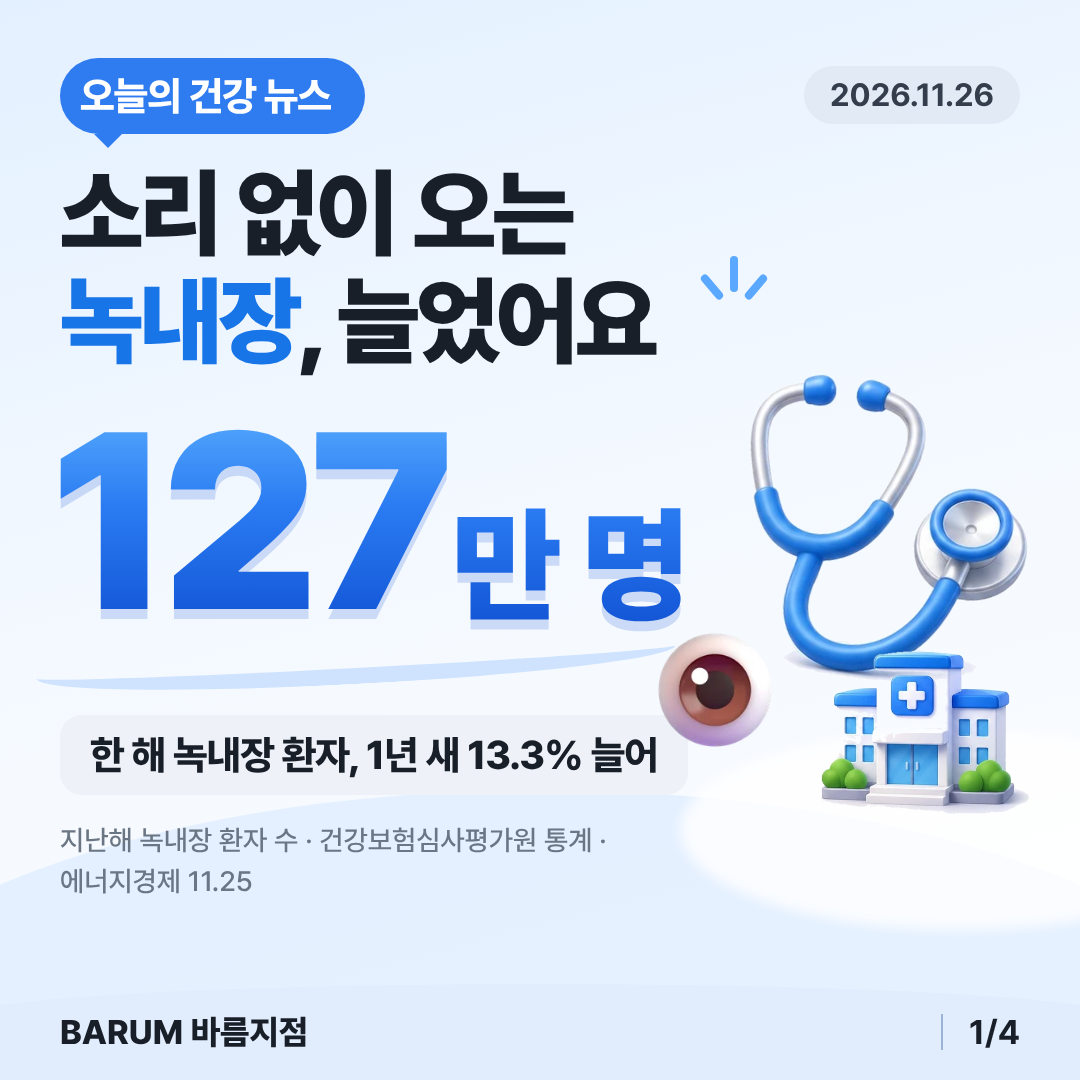 오늘의 건강 뉴스
2026.11.26
소리 없이 오는
녹내장, 늘었어요
127만 명
한 해 녹내장 환자, 1년 새 13.3% 늘어
지난해 녹내장 환자 수 · 건강보험심사평가원 통계 ·
에너지경제 11.25
BARUM 바름지점
1/4